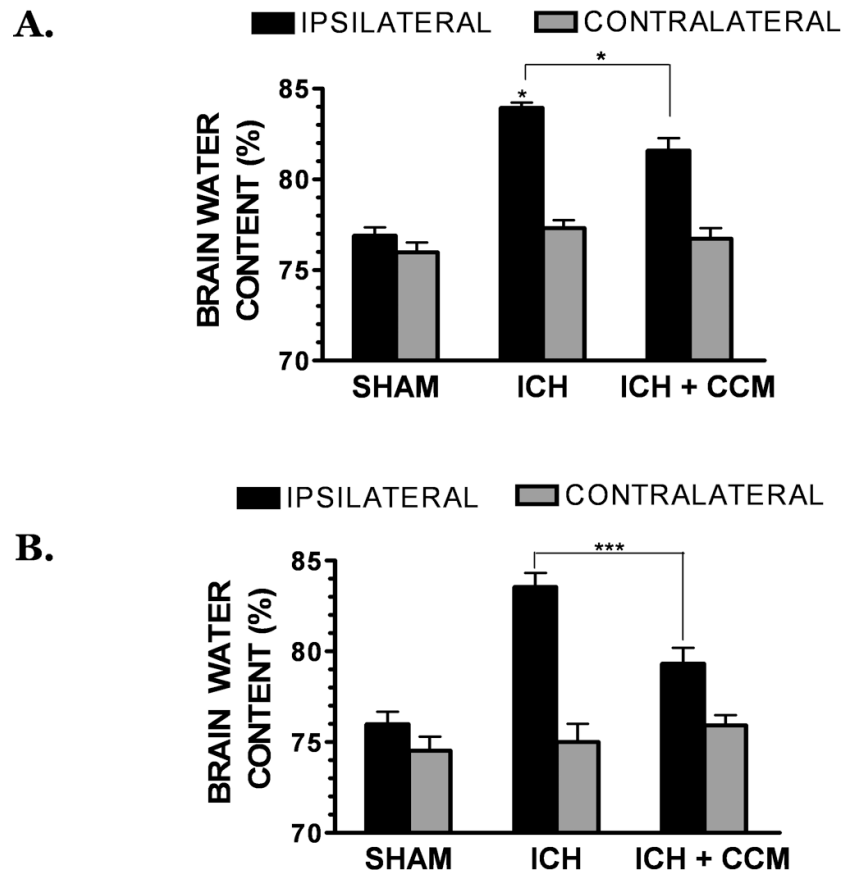 A.
IPSILATERAL CONTRALATERAL
*
*
85
80
75
70
BRAIN WATER
CONTENT (%)
SHAM ICH ICH + CCM
B.
IPSILATERAL CONTRALATERAL
***
85
80
75
70
BRAIN WATER
CONTENT (%)
SHAM ICH ICH + CCM